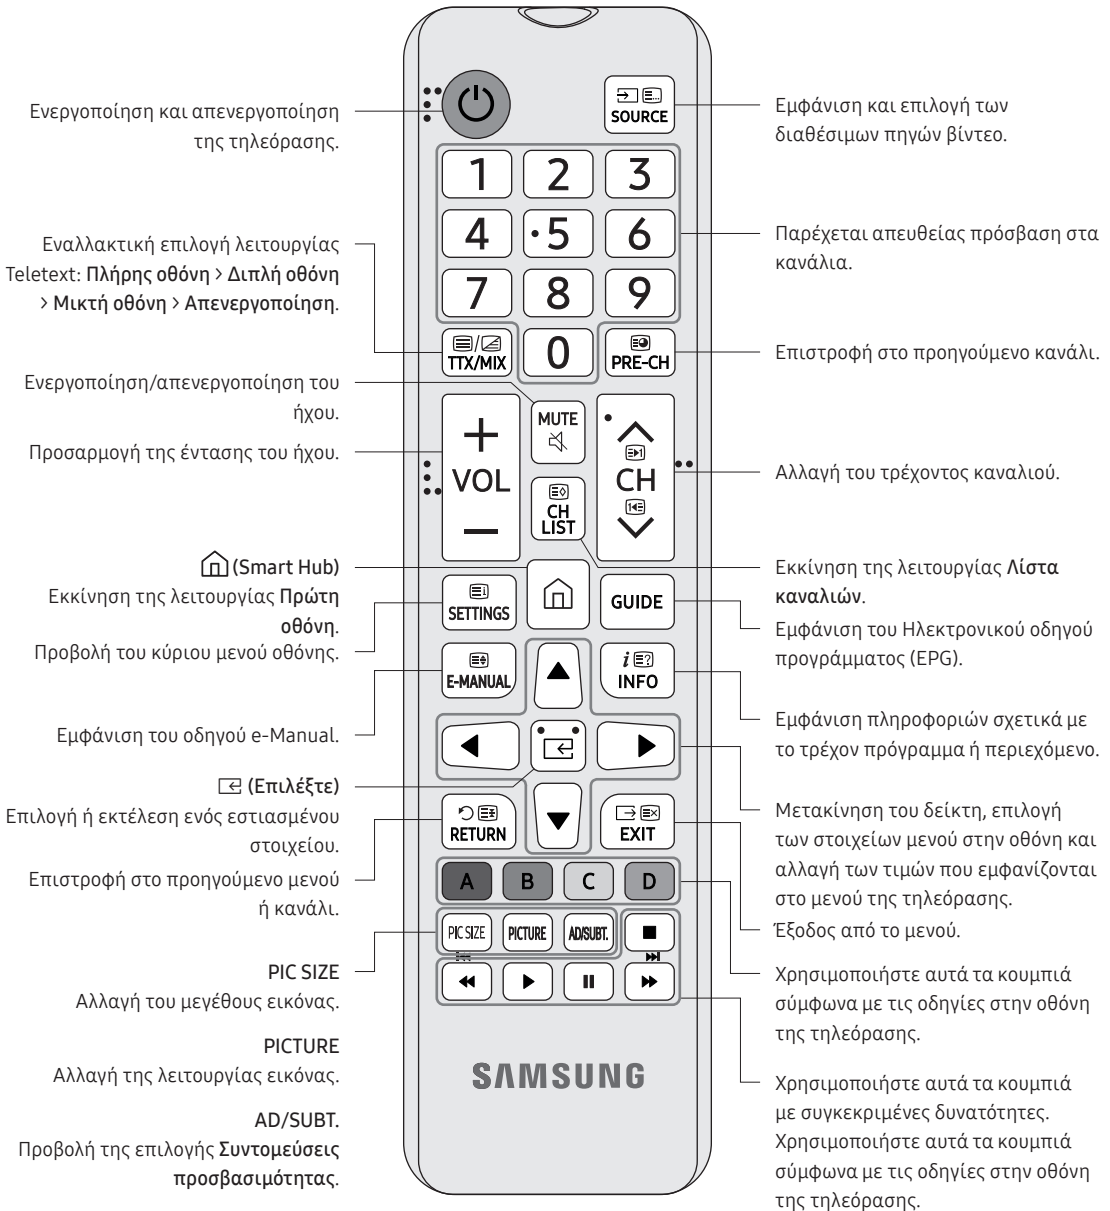 Ενεργοποίηση και απενεργοποίηση
της τηλεόρασης.
Εναλλακτική επιλογή λειτουργίας
Teletext: Πλήρης οθόνη > Διπλή οθόνη
> Μικτή οθόνη > Απενεργοποίηση.
Ενεργοποίηση/απενεργοποίηση του
ήχου.
Προσαρμογή της έντασης του ήχου.
(Smart Hub)
Εκκίνηση της λειτουργίας Πρώτη
οθόνη.
Προβολή του κύριου μενού οθόνης.
Εμφάνιση του οδηγού e-Manual.
(Επιλέξτε)
Επιλογή ή εκτέλεση ενός εστιασμένου
στοιχείου.
Επιστροφή στο προηγούμενο μενού
ή κανάλι.
PIC SIZE
Αλλαγή του μεγέθους εικόνας.
PICTURE
Αλλαγή της λειτουργίας εικόνας.
AD/SUBT.
Προβολή της επιλογής Συντομεύσεις
προσβασιμότητας.
SOURCE
1 2 3
4 5 6
7 8 9
TTX/MIX 0 PRE-CH
MUTE
+
VOL
—
CH
CH
LIST
SETTINGS
GUIDE
E-MANUAL
i ?
INFO
RETURN
EXIT
A B C D
PIC SIZE PICTURE AD/SUBT.
SAMSUNG
Εμφάνιση και επιλογή των
διαθέσιμων πηγών βίντεο.
Παρέχεται απευθείας πρόσβαση στα
κανάλια.
Επιστροφή στο προηγούμενο κανάλι.
Αλλαγή του τρέχοντος καναλιού.
Εκκίνηση της λειτουργίας Λίστα
καναλιών.
Εμφάνιση του Ηλεκτρονικού οδηγού
προγράμματος (EPG).
Εμφάνιση πληροφοριών σχετικά με
το τρέχον πρόγραμμα ή περιεχόμενο.
Μετακίνηση του δείκτη, επιλογή
των στοιχείων μενού στην οθόνη και
αλλαγή των τιμών που εμφανίζονται
στο μενού της τηλεόρασης.
Έξοδος από το μενού.
Χρησιμοποιήστε αυτά τα κουμπιά
σύμφωνα με τις οδηγίες στην οθόνη
της τηλεόρασης.
Χρησιμοποιήστε αυτά τα κουμπιά
με συγκεκριμένες δυνατότητες.
Χρησιμοποιήστε αυτά τα κουμπιά
σύμφωνα με τις οδηγίες στην οθόνη
της τηλεόρασης.